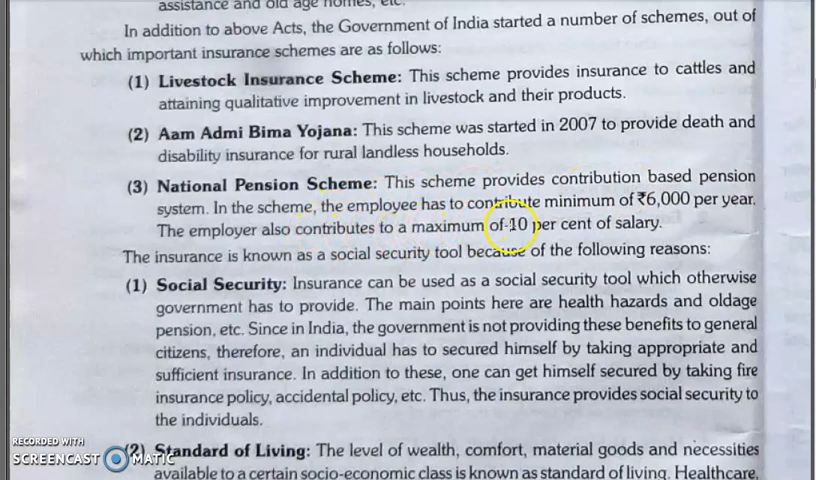 assistance and old age homes, etc.
In addition to above Acts, the Government of India started a number of schemes, out of
which important insurance schemes are as follows:
(1) Livestock Insurance Scheme: This scheme provides insurance to cattles and
attaining qualitative improvement in livestock and their products.
(2) Aam Admi Bima Yojana: This scheme was started in 2007 to provide death and
disability insurance for rural landless households.
(3) National Pension Scheme: This scheme provides contribution based pension
system. In the scheme, the employee has to contribute minimum of ₹6,000 per year.
The employer also contributes to a maximum of 10 per cent of salary.
The insurance is known as a social security tool because of the following reasons:
(1) Social Security: Insurance can be used as a social security tool which otherwise
government has to provide. The main points here are health hazards and oldage
pension, etc. Since in India, the government is not providing these benefits to general
citizens, therefore, an individual has to secured himself by taking appropriate and
sufficient insurance. In addition to these, one can get himself secured by taking fire
insurance policy, accidental policy, etc. Thus, the insurance provides social security to
the individuals.
(2) Standard of Living: The level of wealth, comfort, material goods and necessities
available to a certain socio-economic class is known as standard of living. Healthcare,
RECORDED WITH
SCREENCAST MATIC